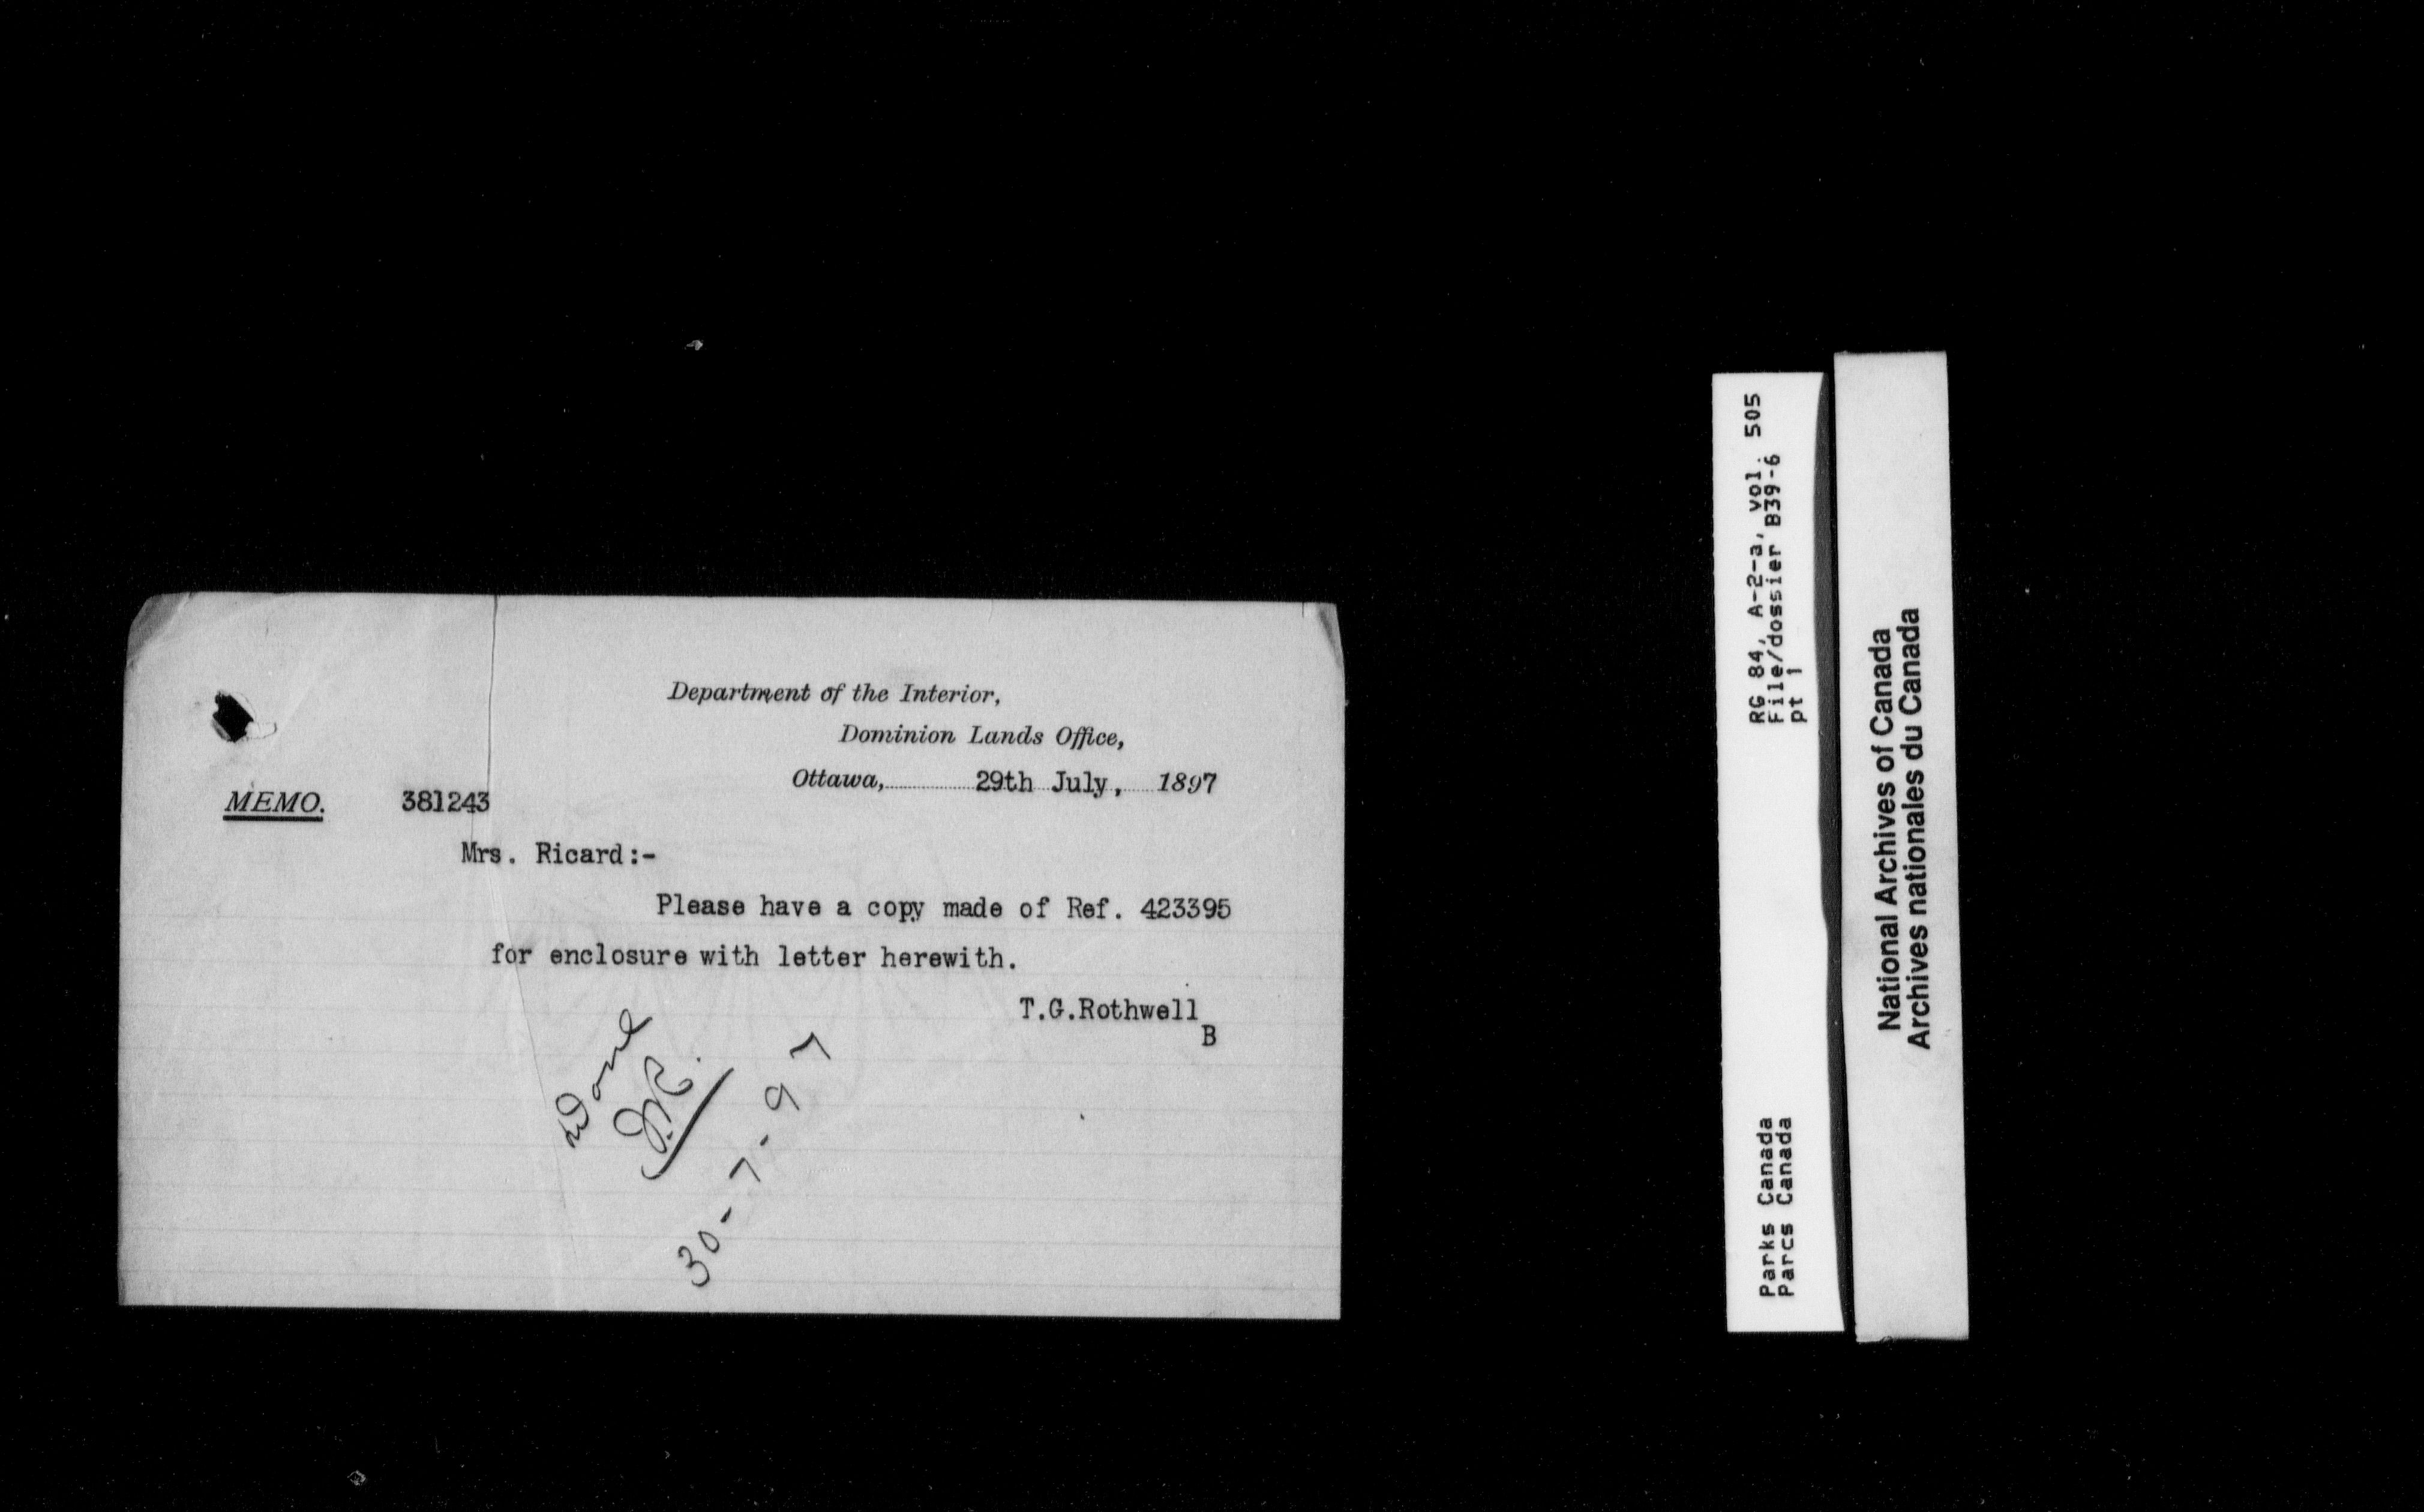 Department of the Interior,
Dominion Lands Office,
Ottawa, 29th July, 1897
MEMO. 381243
Mrs. Ricard:-
Please have a copy made of Ref. 423395
for enclosure with letter herewith.
T.G.Rothwell
B
Done
30-7-97
RG 84, A-2-a, vol. 505
File/dossier B39-6
pt 1
Parks Canada
Parcs Canada
National Archives of Canada
Archives nationales du Canada